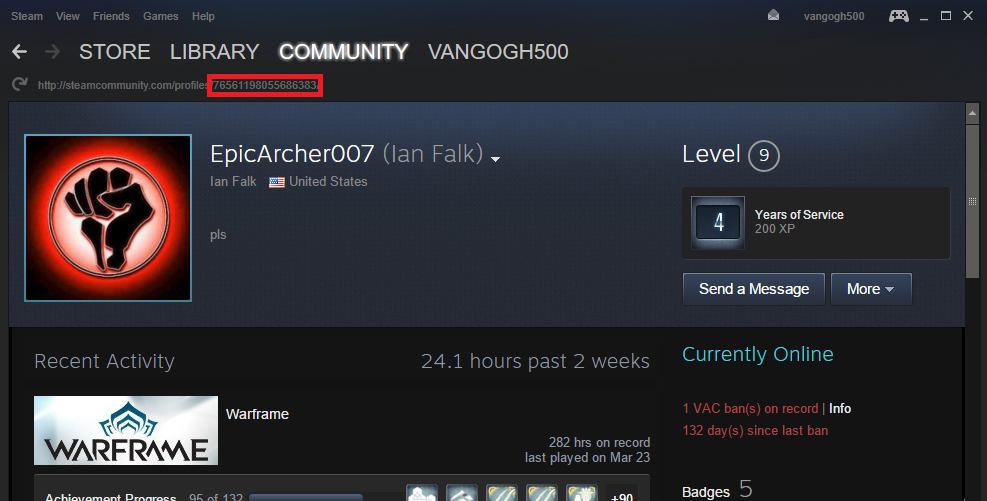 Steam View Friends Games Help vangogh500
STORE LIBRARY COMMUNITY VANGOGH500
http://steamcommunity.com/profiles/76561198055686383/
EpicArcher007 (Ian Falk)
Ian Falk United States
pls
Level 9
4 Years of Service
200 XP
Send a Message More
Recent Activity 24.1 hours past 2 weeks
WARFRAME
Warframe
282 hrs on record
last played on Mar 23
Achievement Progress 95 of 132 +90
Currently Online
1 VAC ban(s) on record | Info
132 day(s) since last ban
Badges 5